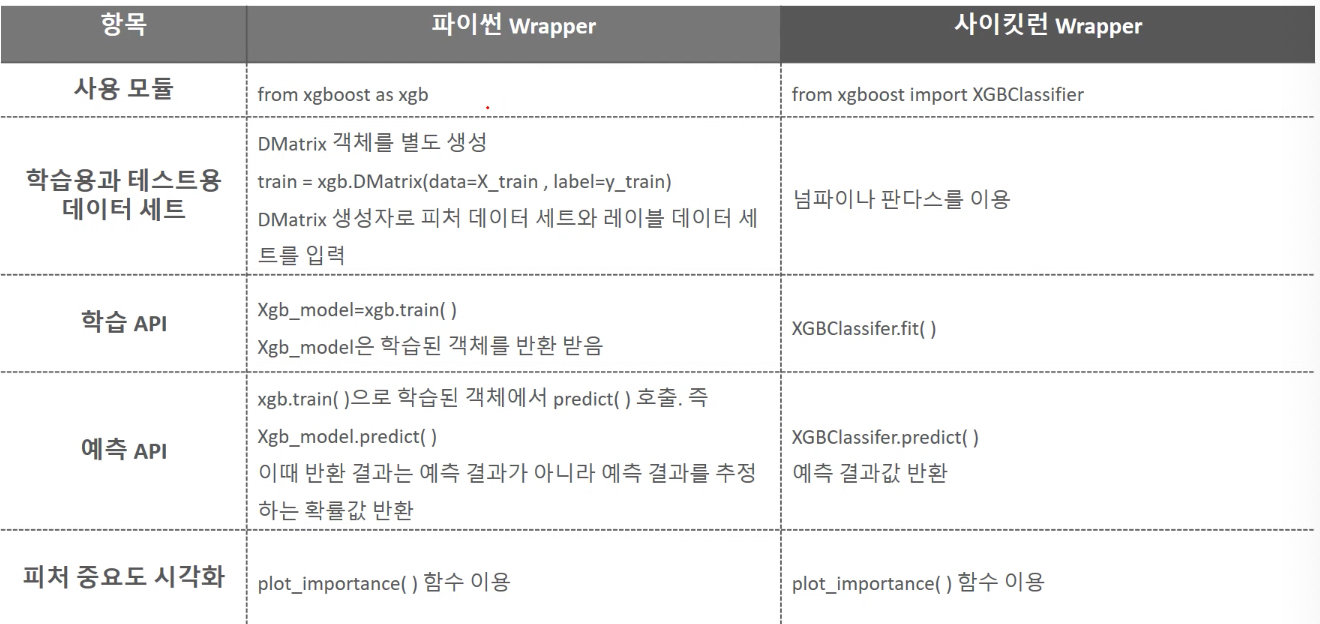 항목
파이썬 Wrapper
사이킷런 Wrapper
사용 모듈
from xgboost as xgb
from xgboost import XGBClassifier
학습용과 테스트용
데이터 세트
DMatrix 객체를 별도 생성
train = xgb.DMatrix(data=X_train , label=y_train)
DMatrix 생성자로 피처 데이터 세트와 레이블 데이터 세
트를 입력
넘파이나 판다스를 이용
학습 API
Xgb_model=xgb.train( )
Xgb_model은 학습된 객체를 반환 받음
XGBClassifer.fit( )
예측 API
xgb.train( )으로 학습된 객체에서 predict( ) 호출. 즉
Xgb_model.predict( )
이때 반환 결과는 예측 결과가 아니라 예측 결과를 추정
하는 확률값 반환
XGBClassifer.predict( )
예측 결과값 반환
피처 중요도 시각화
plot_importance( ) 함수 이용
plot_importance( ) 함수 이용